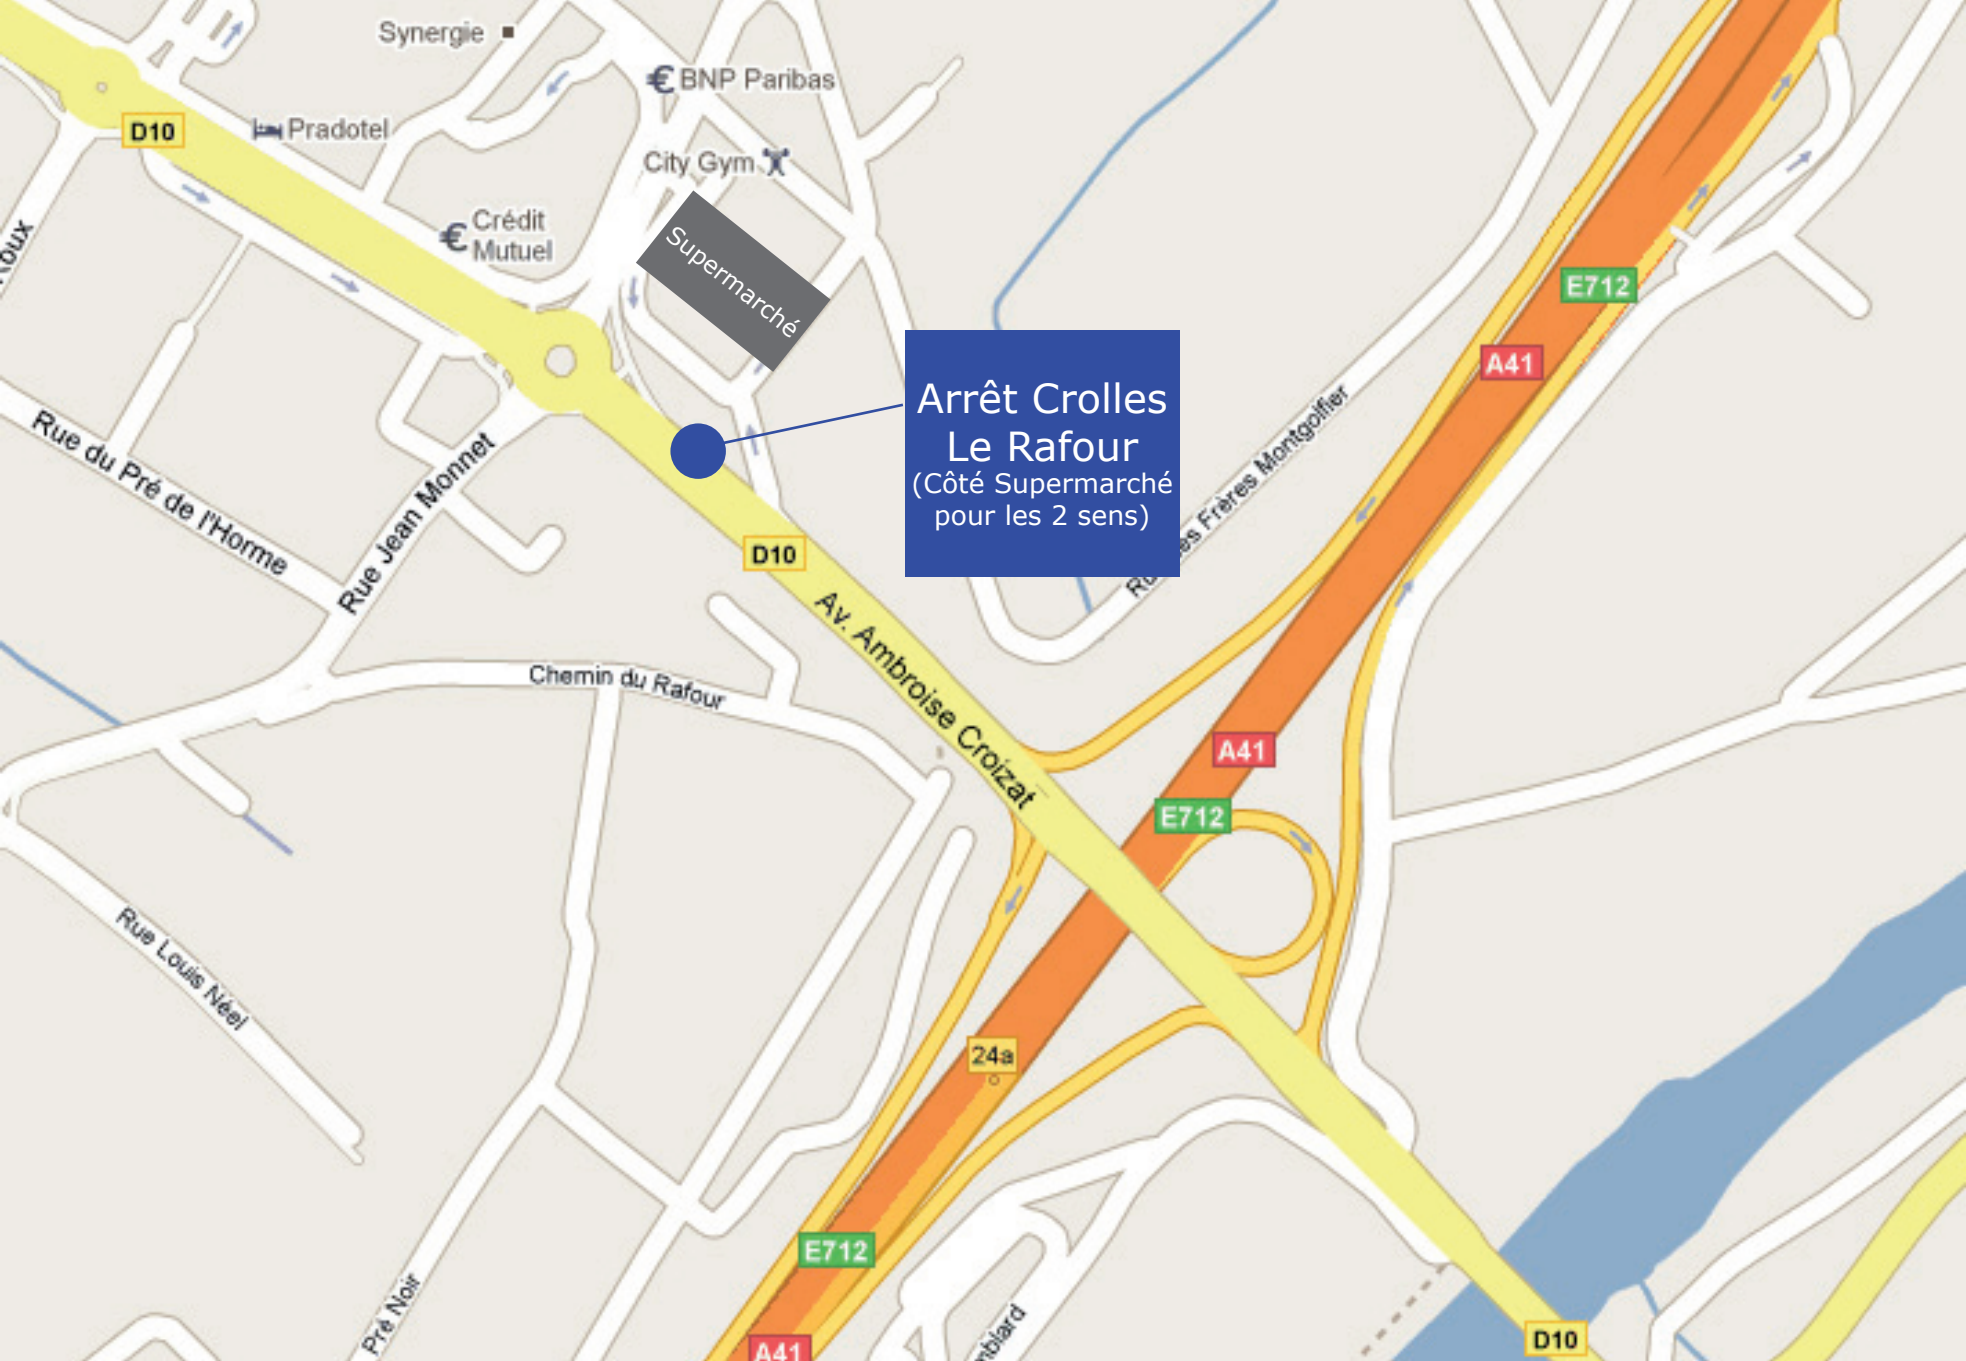 Synergie
BNP Paribas
D10
Pradotel
City Gym
Crédit
Mutuel
Supermarché
E712
A41
Arrêt Crolles
Le Rafour
(Côté Supermarché
pour les 2 sens)
Rue du Pré de l'Horme
Rue Jean Monnet
Frères Montgolfier
D10
Av. Ambroise Croizat
Chemin du Rafour
A41
E712
Rue Louis Néel
24a
E712
Pré Noir
A41
D10